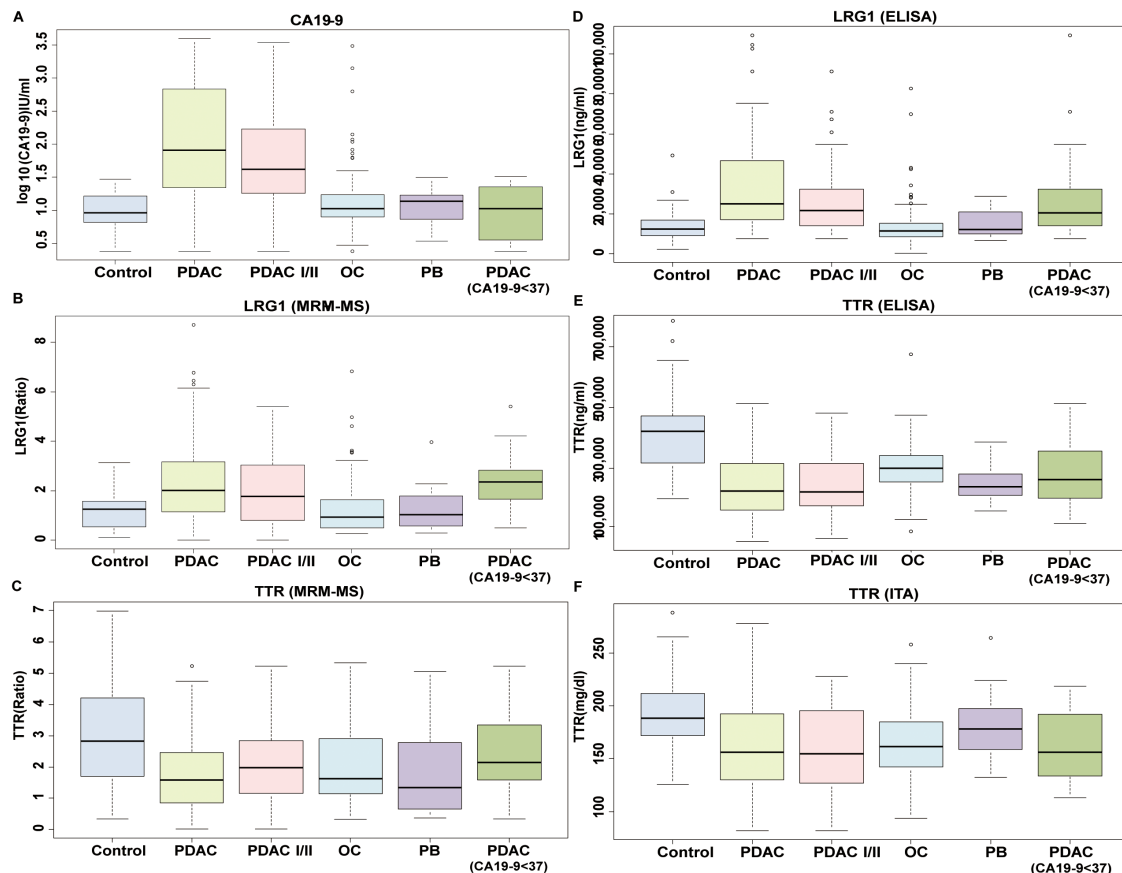 A
CA19-9
log 10 (CA19-9)IU/ml
3.5
3.0
2.5
2.0
1.5
1.0
0.5
Control
PDAC
PDAC I/II
OC
PB
PDAC
(CA19-9<37)
B
LRG1 (MRM-MS)
LRG1(Ratio)
8
6
4
2
0
Control
PDAC
PDAC I/II
OC
PB
PDAC
(CA19-9<37)
C
TTR (MRM-MS)
TTR(Ratio)
7
6
5
4
3
2
1
0
Control
PDAC
PDAC I/II
OC
PB
PDAC
(CA19-9<37)
D
LRG1 (ELISA)
LRG1(ng/ml)
0
Control
PDAC
PDAC I/II
OC
PB
PDAC
(CA19-9<37)
E
TTR (ELISA)
TTR(ng/ml)
700,000
500,000
300,000
100,000
Control
PDAC
PDAC I/II
OC
PB
PDAC
(CA19-9<37)
F
TTR (ITA)
TTR(mg/dl)
250
200
150
100
Control
PDAC
PDAC I/II
OC
PB
PDAC
(CA19-9<37)